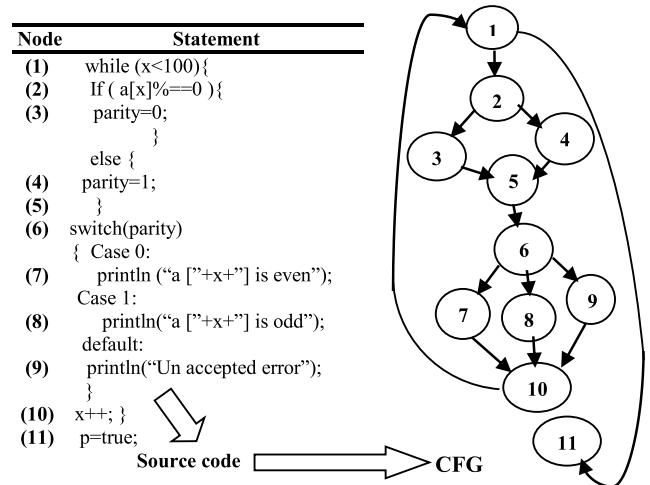 Node Statement
(1) while (x<100){
(2) If ( a[x]%==0 ){
(3) parity=0;
}
else {
(4) parity=1;
(5) }
(6) switch(parity)
{ Case 0:
(7) println (“a [”+x+”] is even”);
Case 1:
(8) println(“a [”+x+”] is odd”);
default:
(9) println(“Un accepted error”);
}
(10) x++; }
(11) p=true;
Source code
CFG
1
2
3
4
5
6
7
8
9
10
11